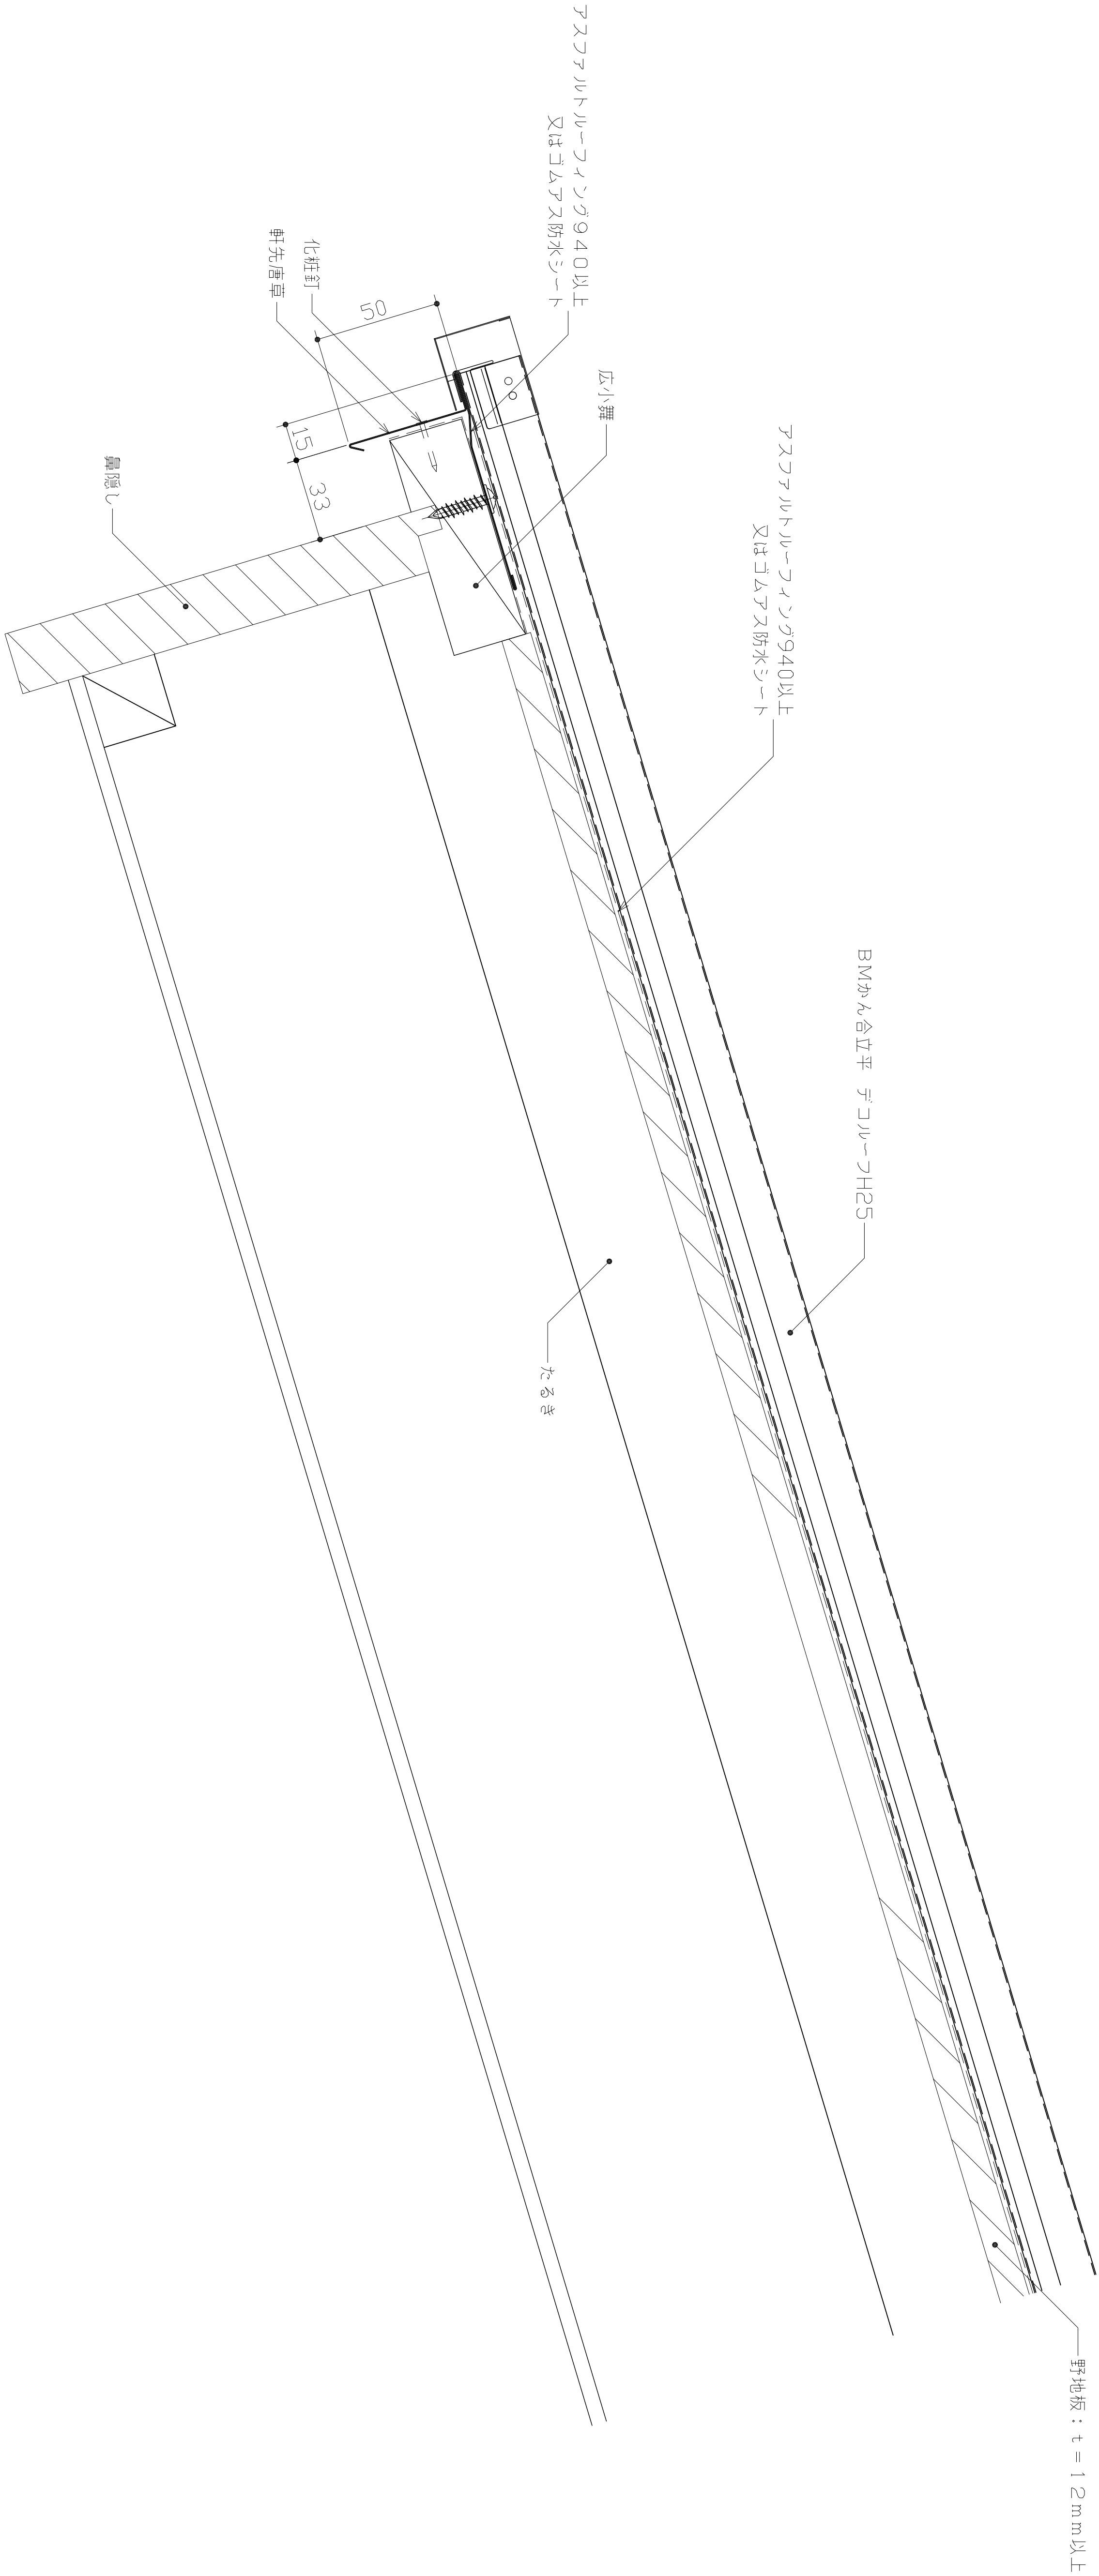 アスファルトルーフィング940以上
又はゴムアス防水シート
化粧釘
軒先唐草
50
15
33
広小舞
鼻隠し
アスファルトルーフィング940以上
又はゴムアス防水シート
BMかん合立平 デコルーフH25
たるき
野地板:t=12mm以上